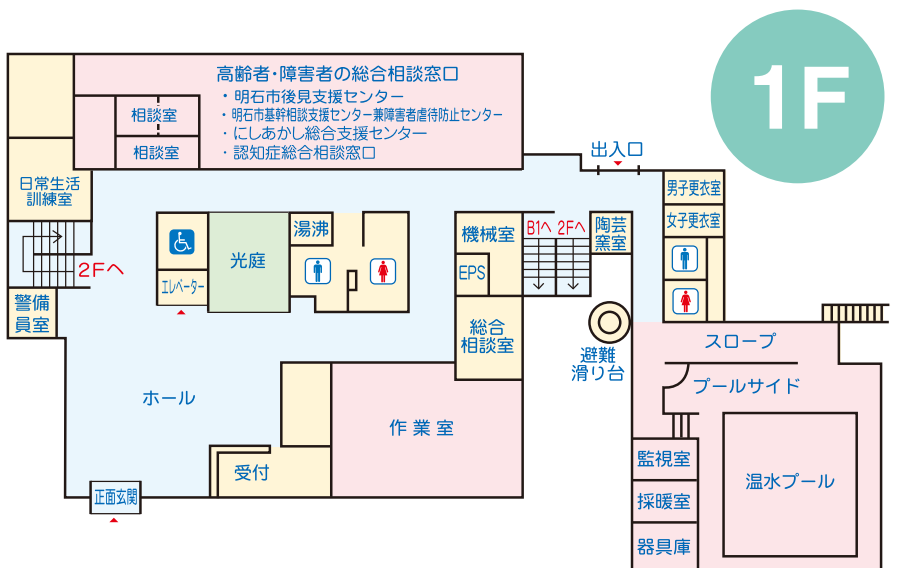 1F
高齢者・障害者の総合相談窓口
・明石市後見支援センター
・明石市基幹相談支援センター兼障害者虐待防止センター
・にしあかし総合支援センター
・認知症総合相談窓口
相談室
相談室
出入口
日常生活
訓練室
男子更衣室
女子更衣室
湯沸
機械室
B1へ
2Fへ
陶芸
窯室
光庭
EPS
2Fへ
エレベーター
警備
員室
総合
相談室
避難
滑り台
スロープ
プールサイド
ホール
作業室
受付
監視室
温水プール
正面玄関
採暖室
器具庫